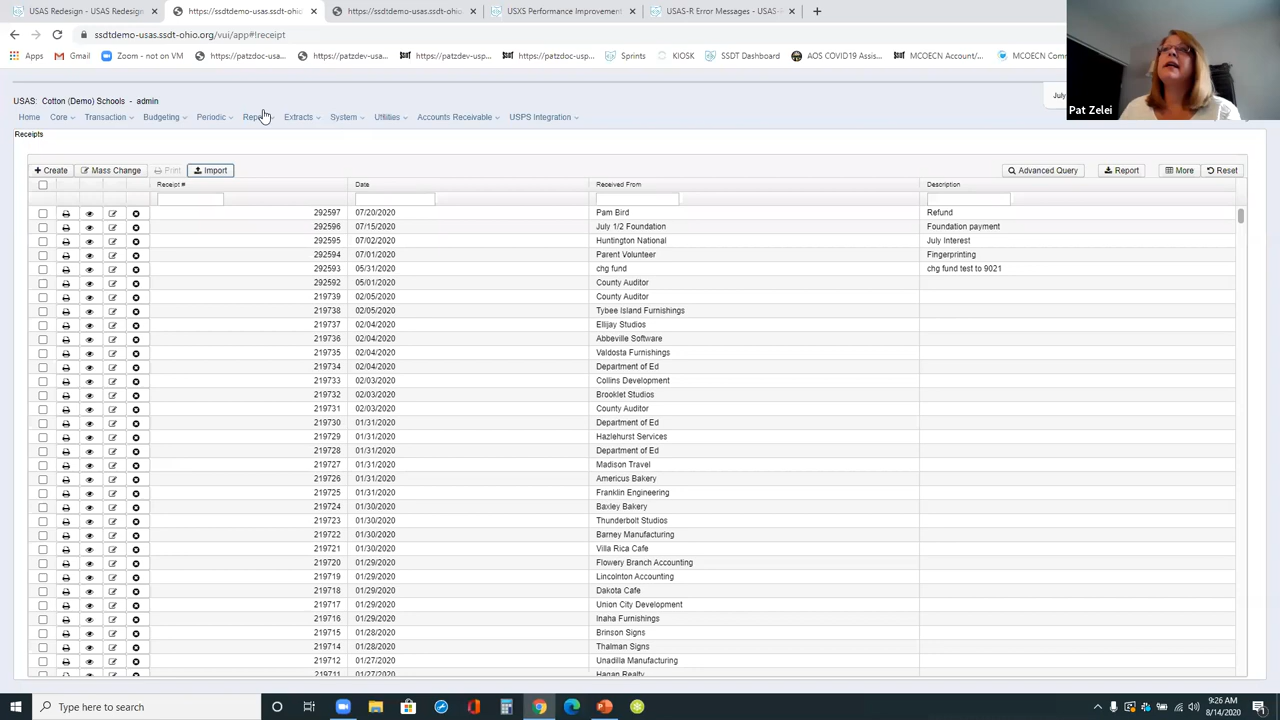 USAS Redesign - USAS Redesign
https://ssdtdemo-usas.ssdt-ohio
https://ssdtdemo-usas.ssdt-ohio
USXS Performance Improvement
USAS-R Error Messages - USAS-R
ssdtdemo-usas.ssdt-ohio.org/vui/app#!receipt
Apps Gmail Zoom - not on VM https://patzdoc-usa... https://patzdev-usa... https://patzdoc-usp... https://patzdev-usp... Sprints KIOSK SSDT Dashboard AOS COVID19 Assis... MCOECN Account/... MCOECN Commu
USAS: Cotton (Demo) Schools - admin
July
Pat Zelei
Home Core Transaction Budgeting Periodic Extracts System Utilities Accounts Receivable USPS Integration
Receipts
Create Mass Change Print Import Advanced Query Report More Reset
Receipt # Date Received From Description
292597 07/20/2020 Pam Bird Refund
292596 07/15/2020 July 1/2 Foundation Foundation payment
292595 07/02/2020 Huntington National July Interest
292594 07/01/2020 Parent Volunteer Fingerprinting
292593 05/31/2020 chg fund chg fund test to 9021
292592 05/01/2020 County Auditor
219739 02/05/2020 County Auditor
219738 02/05/2020 Tybee Island Furnishings
219737 02/04/2020 Ellijay Studios
219736 02/04/2020 Abbeville Software
219735 02/04/2020 Valdosta Furnishings
219734 02/04/2020 Department of Ed
219733 02/03/2020 Collins Development
219732 02/03/2020 Brooklet Studios
219731 02/03/2020 County Auditor
219730 01/31/2020 Department of Ed
219729 01/31/2020 Hazlehurst Services
219728 01/31/2020 Department of Ed
219727 01/31/2020 Madison Travel
219726 01/31/2020 Americus Bakery
219725 01/31/2020 Franklin Engineering
219724 01/30/2020 Baxley Bakery
219723 01/30/2020 Thunderbolt Studios
219722 01/30/2020 Barney Manufacturing
219721 01/30/2020 Villa Rica Cafe
219720 01/29/2020 Flowery Branch Accounting
219719 01/29/2020 Lincolnton Accounting
219718 01/29/2020 Dakota Cafe
219717 01/29/2020 Union City Development
219716 01/29/2020 Inaha Furnishings
219715 01/28/2020 Brinson Signs
219714 01/28/2020 Thalman Signs
219712 01/27/2020 Unadilla Manufacturing
219711 01/27/2020 Hagan Realty
Type here to search
9:26 AM
8/14/2020
1